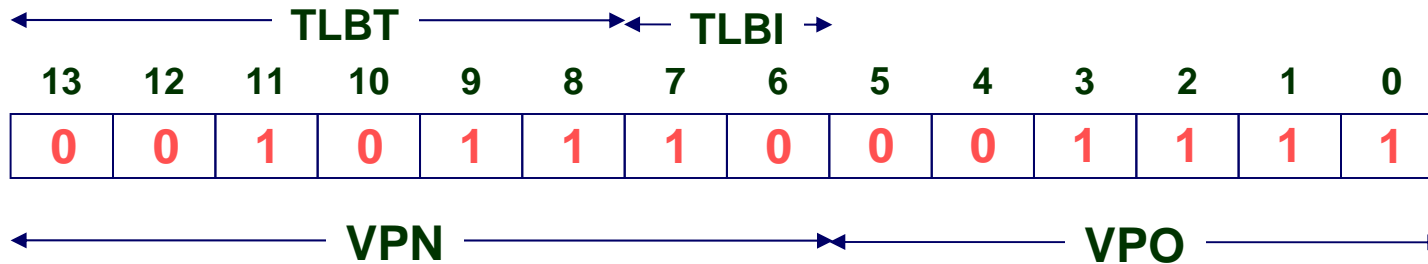 TLBT TLBI
13 12 11 10 9 8 7 6 5 4 3 2 1 0
0 0 1 0 1 1 1 0 0 0 1 1 1 1
VPN VPO